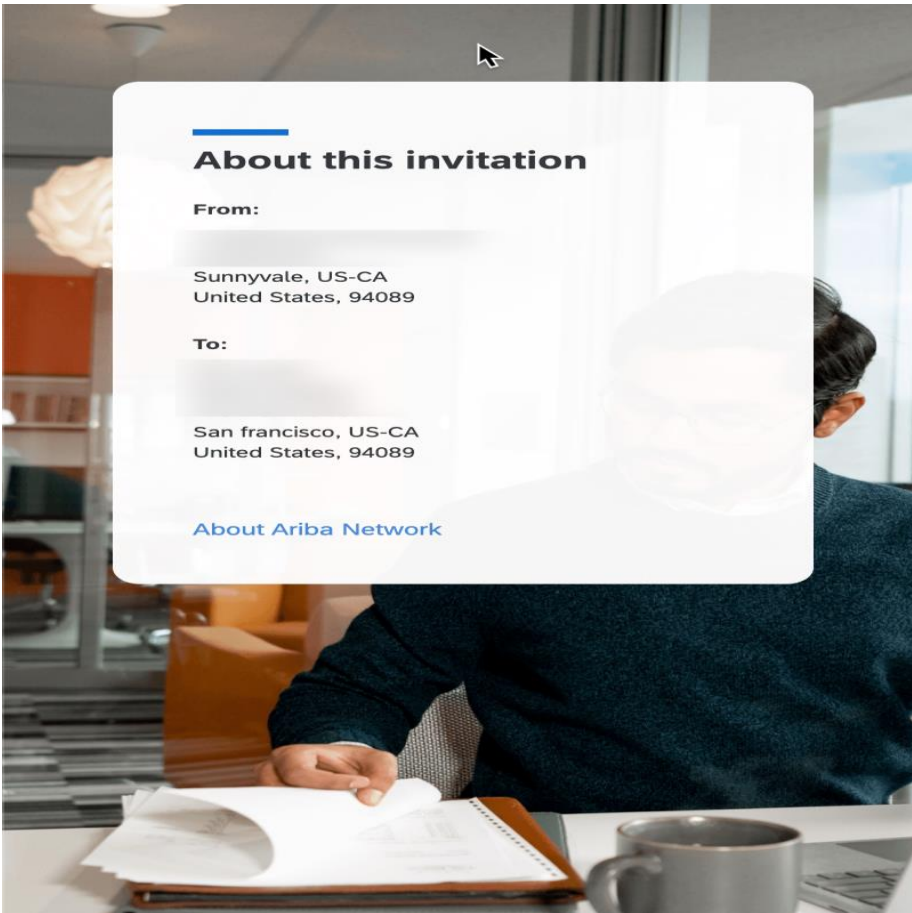 About this invitation
From:
Sunnyvale, US-CA
United States, 94089
To:
San francisco, US-CA
United States, 94089
About Ariba Network